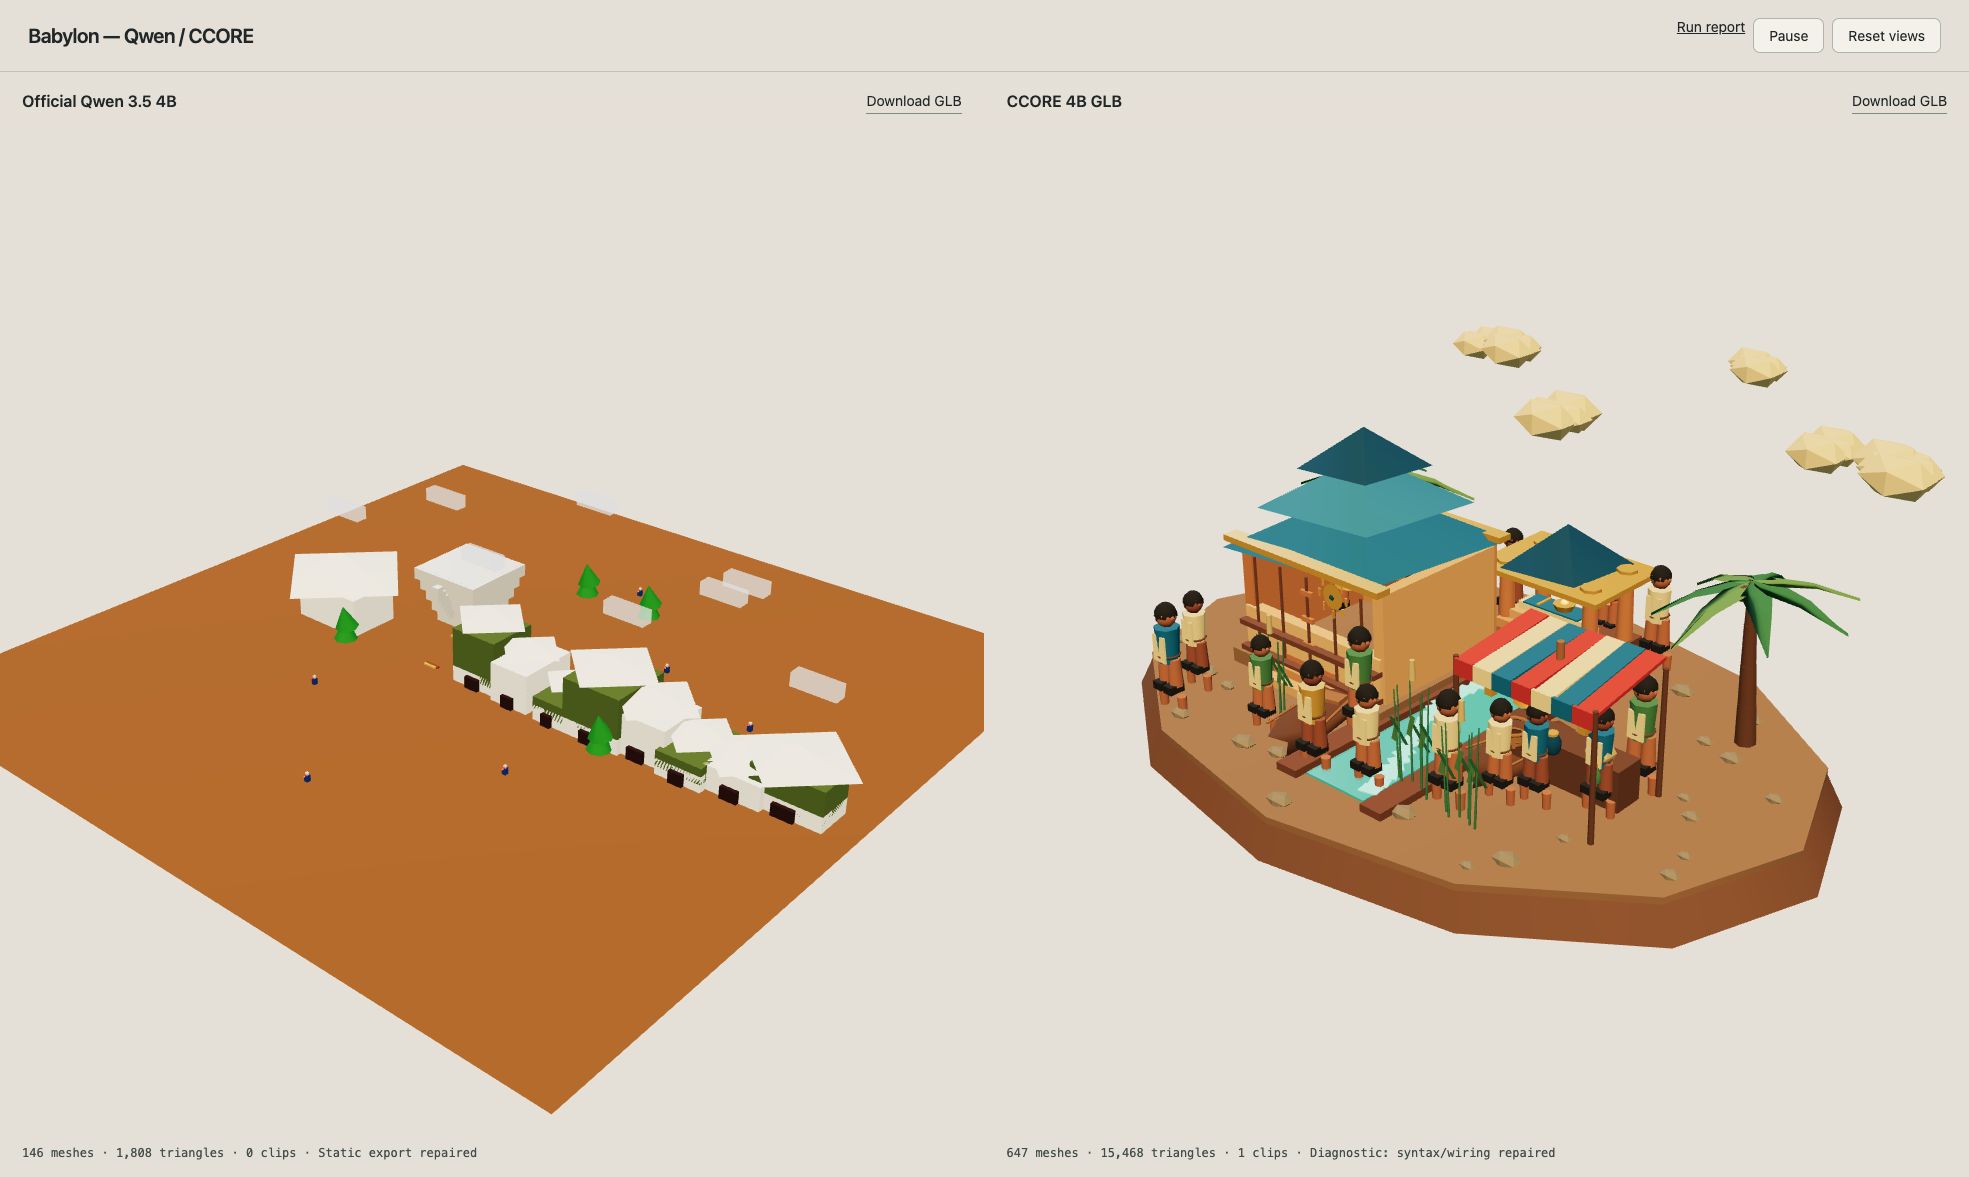 Babylon — Qwen / CCORE
Run report
Pause
Reset views
Official Qwen 3.5 4B
Download GLB
CCORE 4B GLB
Download GLB
146 meshes · 1,808 triangles · 0 clips · Static export repaired
647 meshes · 15,468 triangles · 1 clips · Diagnostic: syntax/wiring repaired